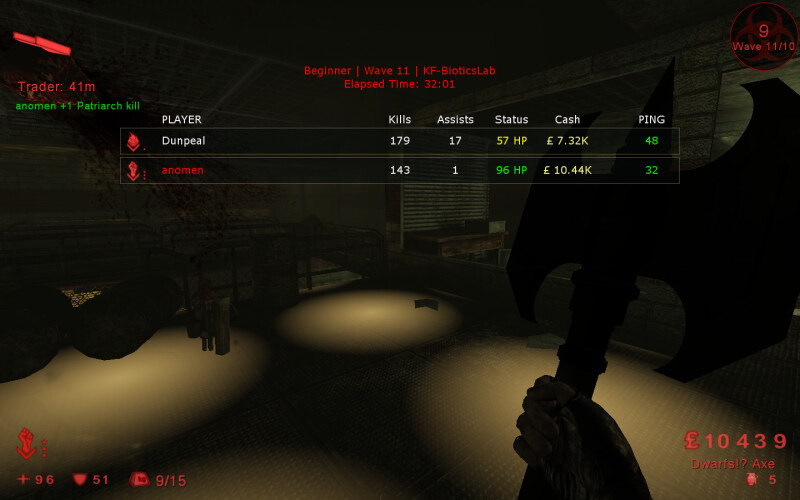 9
Wave 11/10
Beginner | Wave 11 | KF-BioticsLab
Elapsed Time: 32:01
Trader: 41m
anomen +1 Patriarch kill
PLAYER Kills Assists Status Cash PING
Dunpeal 179 17 57 HP £ 7.32K 48
anomen 143 1 96 HP £ 10.44K 32
£10439
Dwarfs!? Axe
96 51 9/15 5